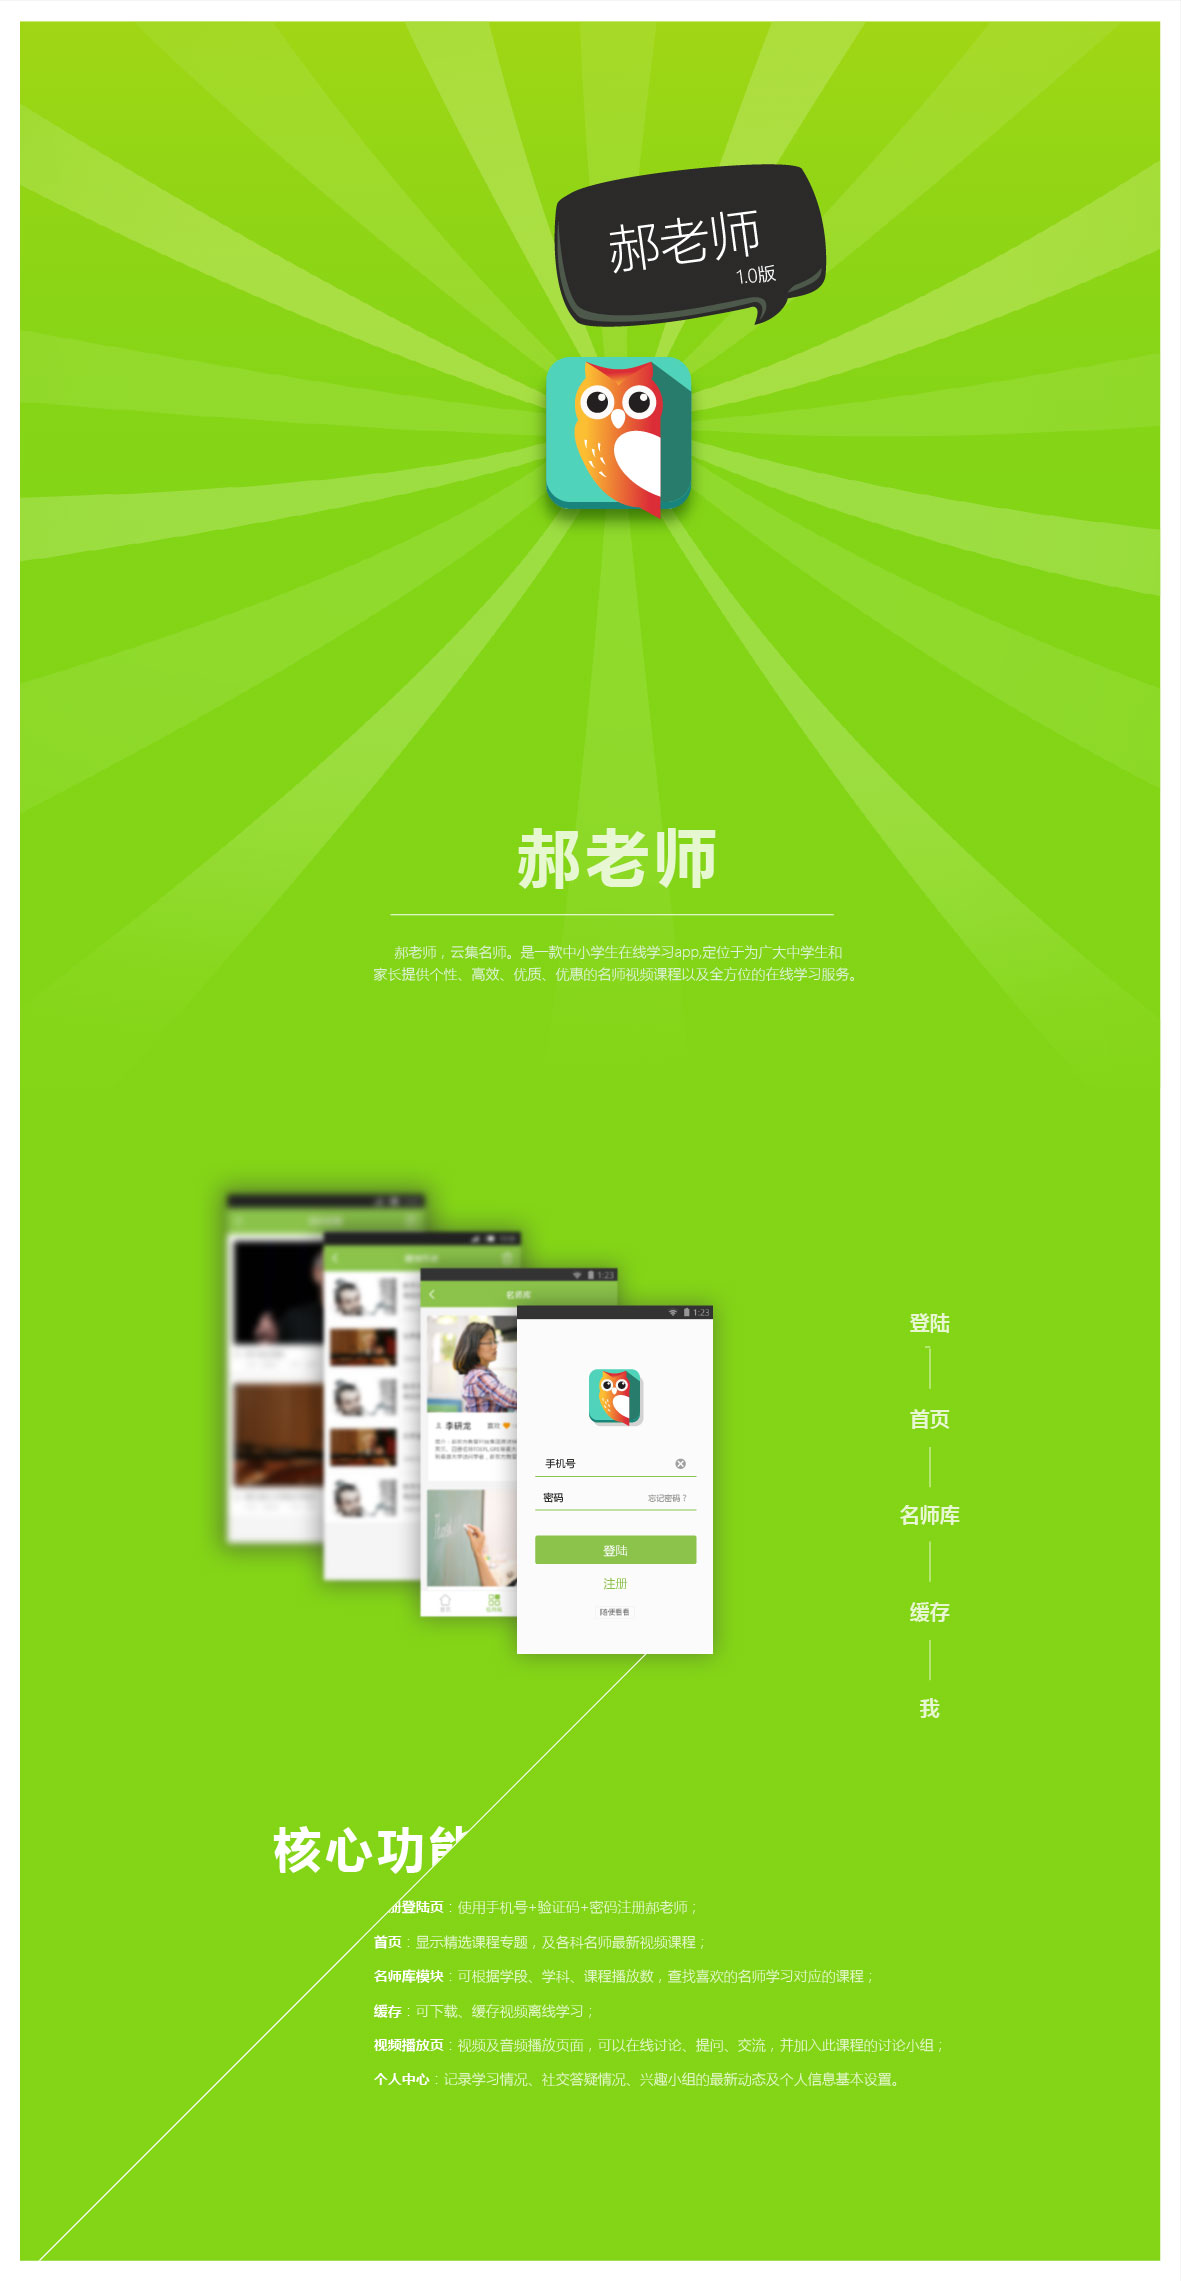 郝老师
1.0版
郝老师
郝老师，云集名师。是一款中小学生在线学习app,定位于为广大中学生和
家长提供个性、高效、优质、优惠的名师视频课程以及全方位的在线学习服务。
1:23
名师库
李研龙
1:23
手机号
密码
忘记密码？
登陆
注册
随便看看
登陆
首页
名师库
缓存
我
核心功能
册登陆页：使用手机号+验证码+密码注册郝老师；
首页：显示精选课程专题，及各科名师最新视频课程；
名师库模块：可根据学段、学科、课程播放数，查找喜欢的名师学习对应的课程；
缓存：可下载、缓存视频离线学习；
视频播放页：视频及音频播放页面，可以在线讨论、提问、交流，并加入此课程的讨论小组；
个人中心：记录学习情况、社交答疑情况、兴趣小组的最新动态及个人信息基本设置。